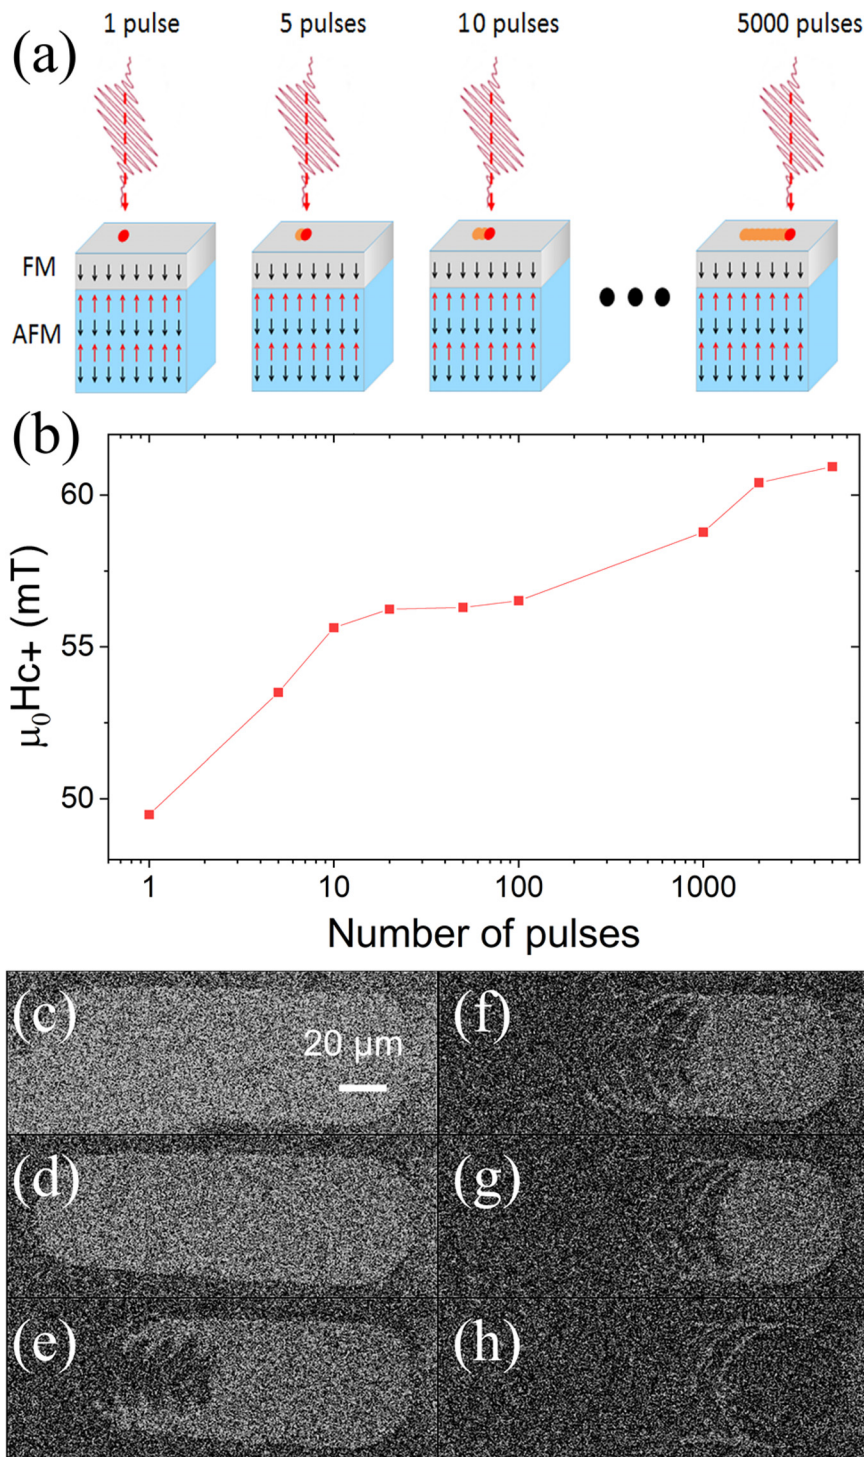 1 pulse 5 pulses 10 pulses 5000 pulses
(a)
FM
AFM
(b)
60
55
50
μ₀Hc+ (mT)
1 10 100 1000
Number of pulses
(c) (f)
20 μm
(d) (g)
(e) (h)